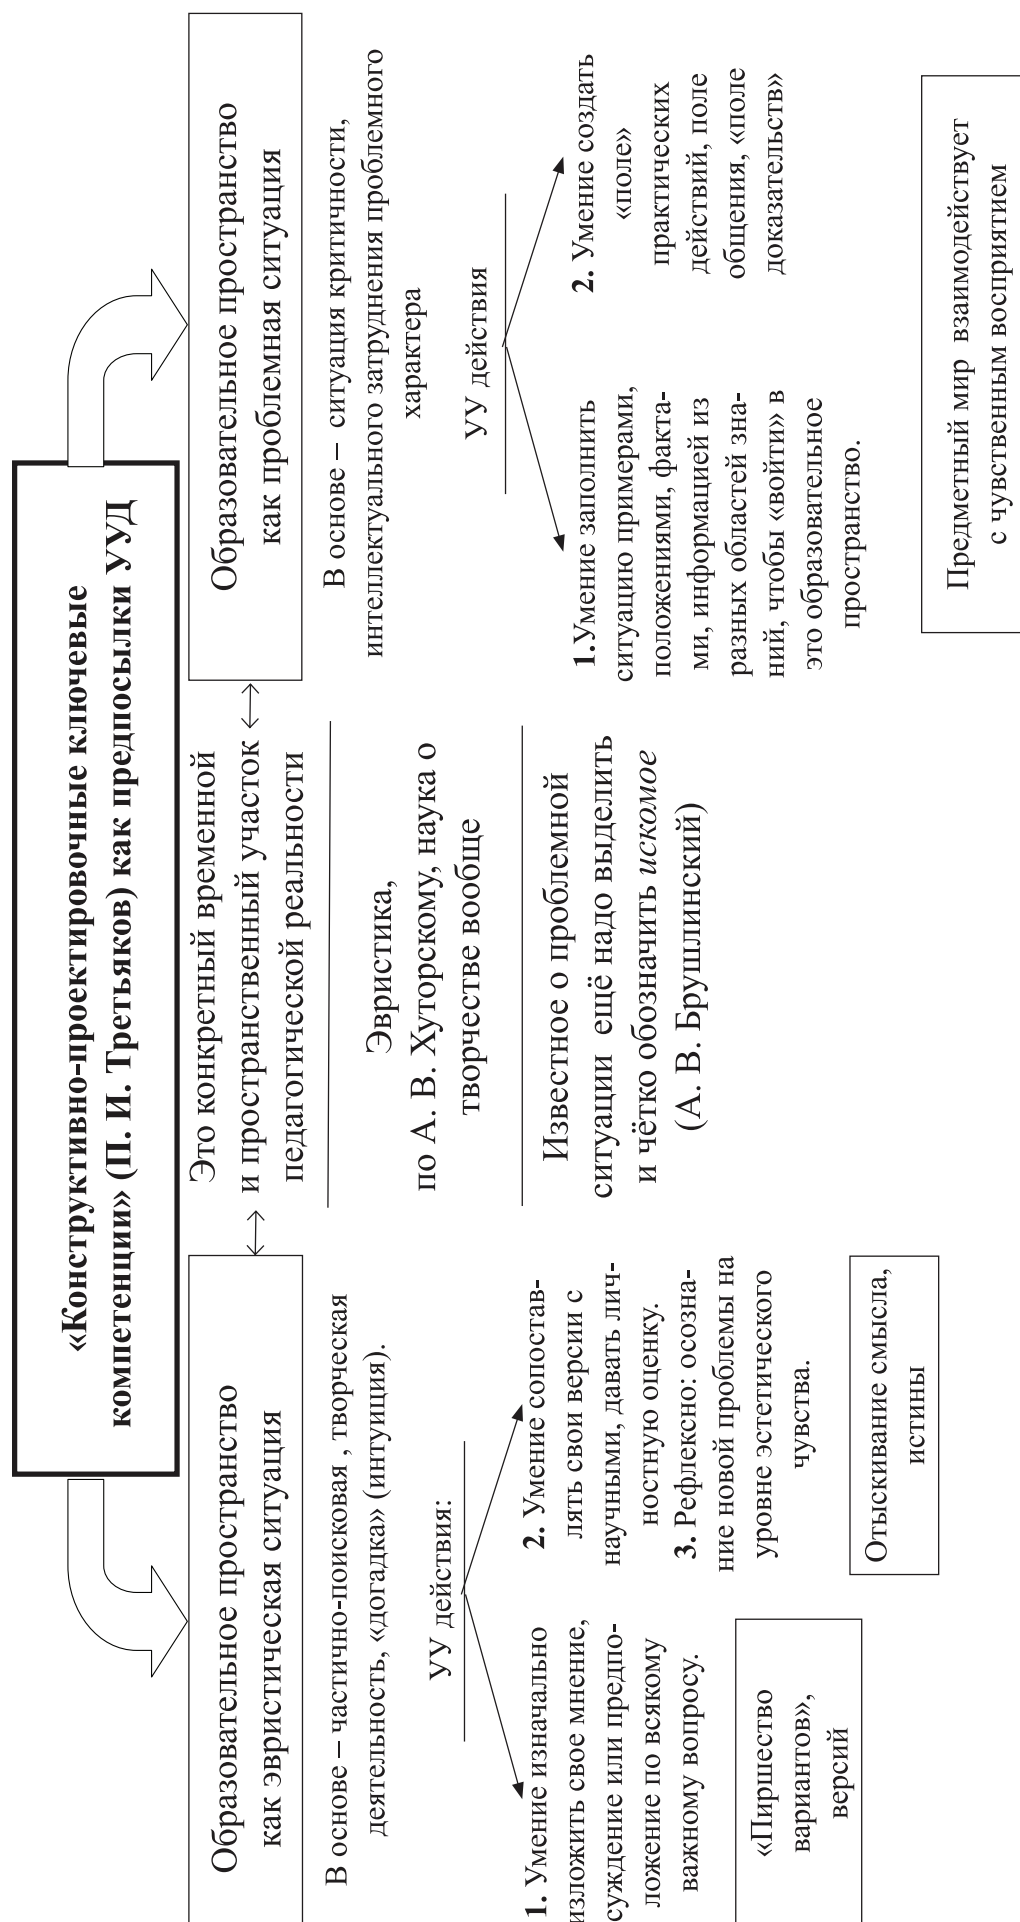 «Конструктивно-проектировочные ключевые
компетенции» (П. И. Третьяков) как предпосылки УУД
Образовательное пространство
как эвристическая ситуация
В основе – частично-поисковая , творческая
деятельность, «догадка» (интуиция).
УУ действия:
1. Умение изначально
изложить свое мнение,
суждение или предпо-
ложение по всякому
важному вопросу.
«Пиршество
вариантов»,
версий
2. Умение сопостав-
лять свои версии с
научными, давать лич-
ностную оценку.
3. Рефлексно: осозна-
ние новой проблемы на
уровне эстетического
чувства.
Отыскивание смысла,
истины
Это конкретный временной
и пространственный участок
педагогической реальности
Эвристика,
по А. В. Хуторскому, наука о
творчестве вообще
Известное о проблемной
ситуации ещё надо выделить
и чётко обозначить искомое
(А. В. Брушлинский)
Образовательное пространство
как проблемная ситуация
В основе – ситуация критичности,
интеллектуального затруднения проблемного
характера
УУ действия
1.Умение заполнить
ситуацию примерами,
положениями, факта-
ми, информацией из
разных областей зна-
ний, чтобы «войти» в
это образовательное
пространство.
2. Умение создать
«поле»
практических
действий, поле
общения, «поле
доказательств»
Предметный мир взаимодействует
с чувственным восприятием